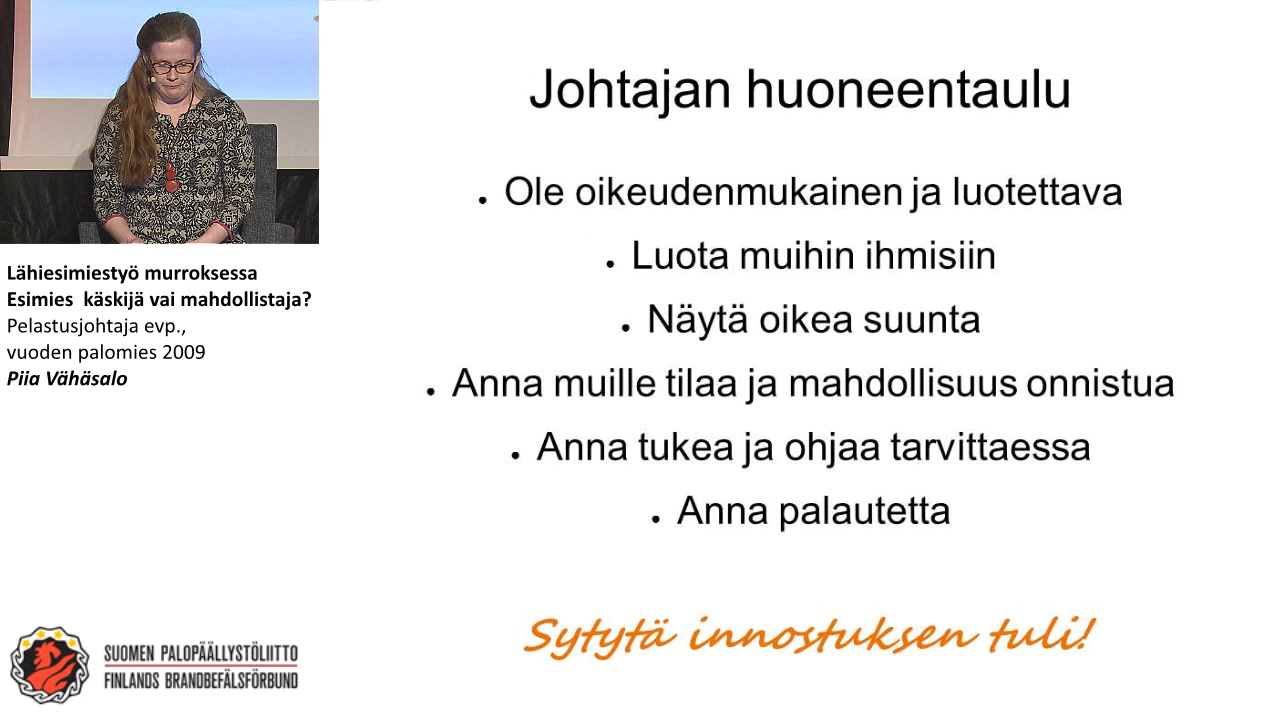 Lähiesimiestyö murroksessa
Esimies käskijä vai mahdollistaja?
Pelastusjohtaja evp.,
vuoden palomies 2009
Piia Vähäsalo
Johtajan huoneentaulu
• Ole oikeudenmukainen ja luotettava
• Luota muihin ihmisiin
• Näytä oikea suunta
• Anna muille tilaa ja mahdollisuus onnistua
• Anna tukea ja ohjaa tarvittaessa
• Anna palautetta
Sytytä innostuksen tuli!
SUOMEN PALOPÄÄLLYSTÖLIITTO
FINLANDS BRANDBEFÄLSFÖRBUND